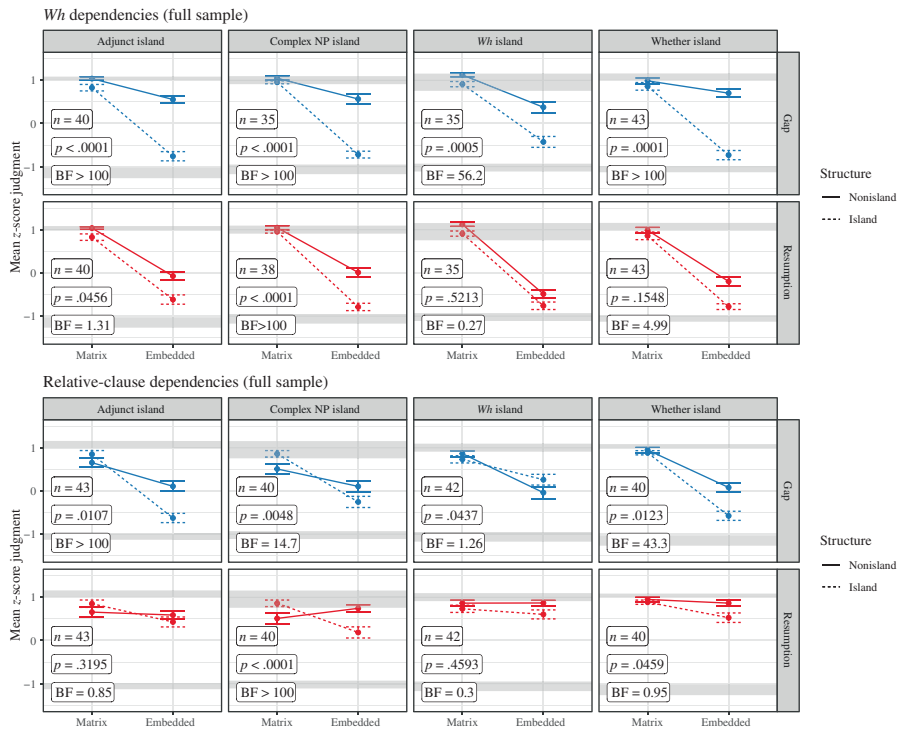 Wh dependencies (full sample)
Adjunct island
Complex NP island
Wh island
Whether island
Mean z-score judgment
1
0
−1
n = 40
p < .0001
BF > 100
n = 35
p < .0001
BF > 100
n = 35
p = .0005
BF = 56.2
n = 43
p = .0001
BF > 100
Gap
1
0
−1
n = 40
p = .0456
BF = 1.31
n = 38
p < .0001
BF>100
n = 35
p = .5213
BF = 0.27
n = 43
p = .1548
BF = 4.99
Resumption
Matrix Embedded Matrix Embedded Matrix Embedded Matrix Embedded
Structure
Nonisland
Island
Relative-clause dependencies (full sample)
Adjunct island
Complex NP island
Wh island
Whether island
Mean z-score judgment
1
0
−1
n = 43
p = .0107
BF > 100
n = 40
p = .0048
BF = 14.7
n = 42
p = .0437
BF = 1.26
n = 40
p = .0123
BF = 43.3
Gap
1
0
−1
n = 43
p = .3195
BF = 0.85
n = 40
p < .0001
BF > 100
n = 42
p = .4593
BF = 0.3
n = 40
p = .0459
BF = 0.95
Resumption
Matrix Embedded Matrix Embedded Matrix Embedded Matrix Embedded
Structure
Nonisland
Island